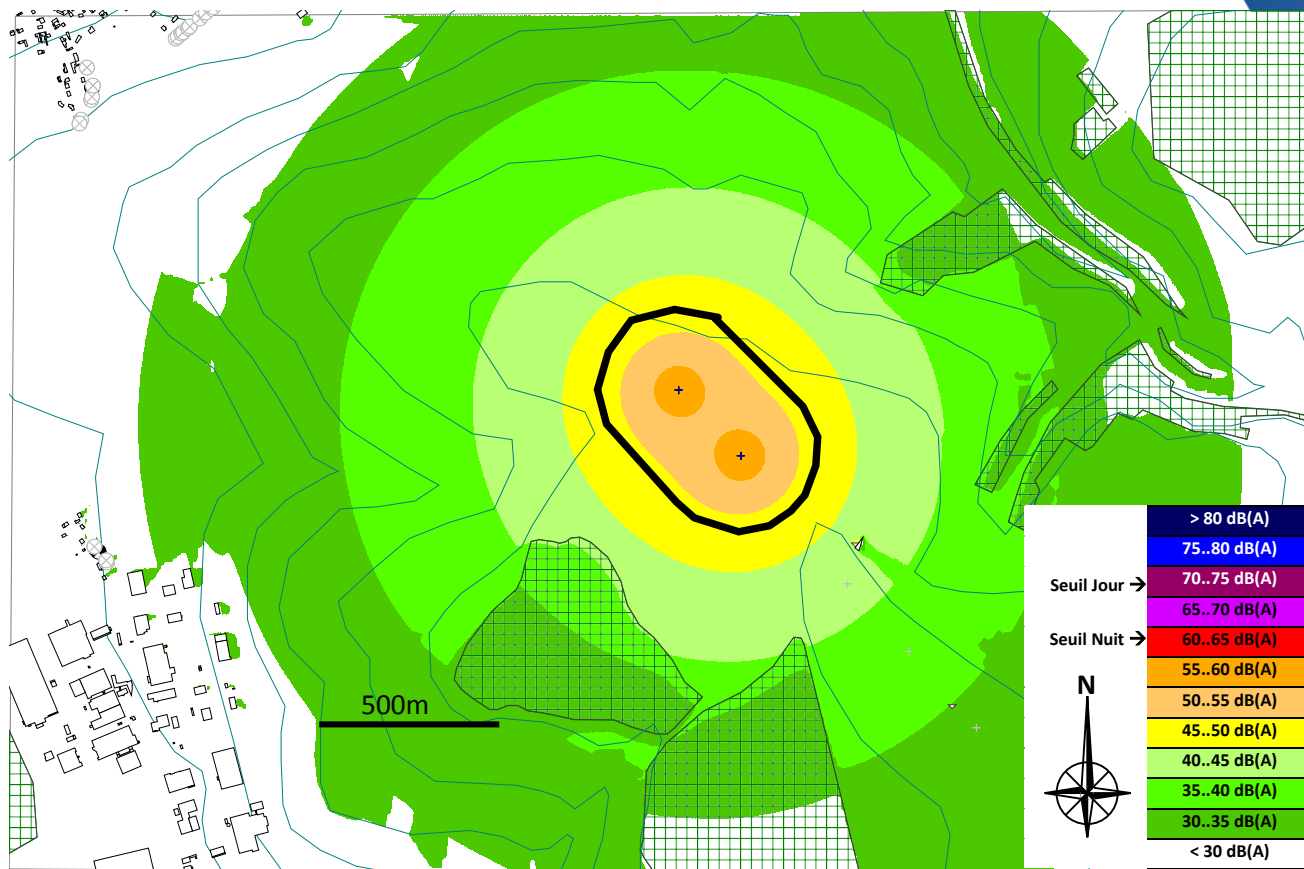 500m
> 80 dB(A)
75..80 dB(A)
Seuil Jour → 70..75 dB(A)
65..70 dB(A)
Seuil Nuit → 60..65 dB(A)
55..60 dB(A)
N
50..55 dB(A)
45..50 dB(A)
40..45 dB(A)
35..40 dB(A)
30..35 dB(A)
< 30 dB(A)